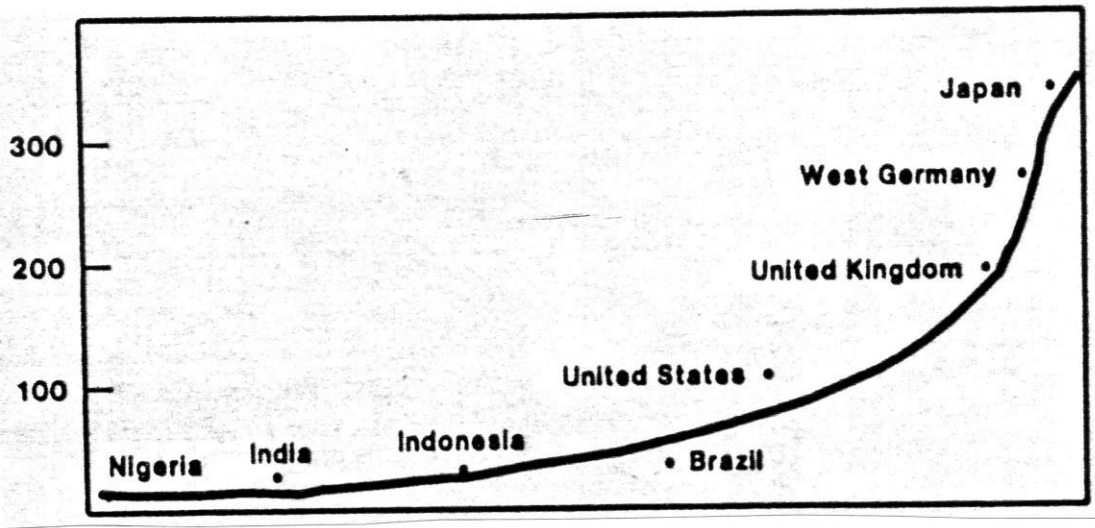 Japan
300
West Germany
200
United Kingdom
100
United States
Indonesia
India
Nigeria
Brazil